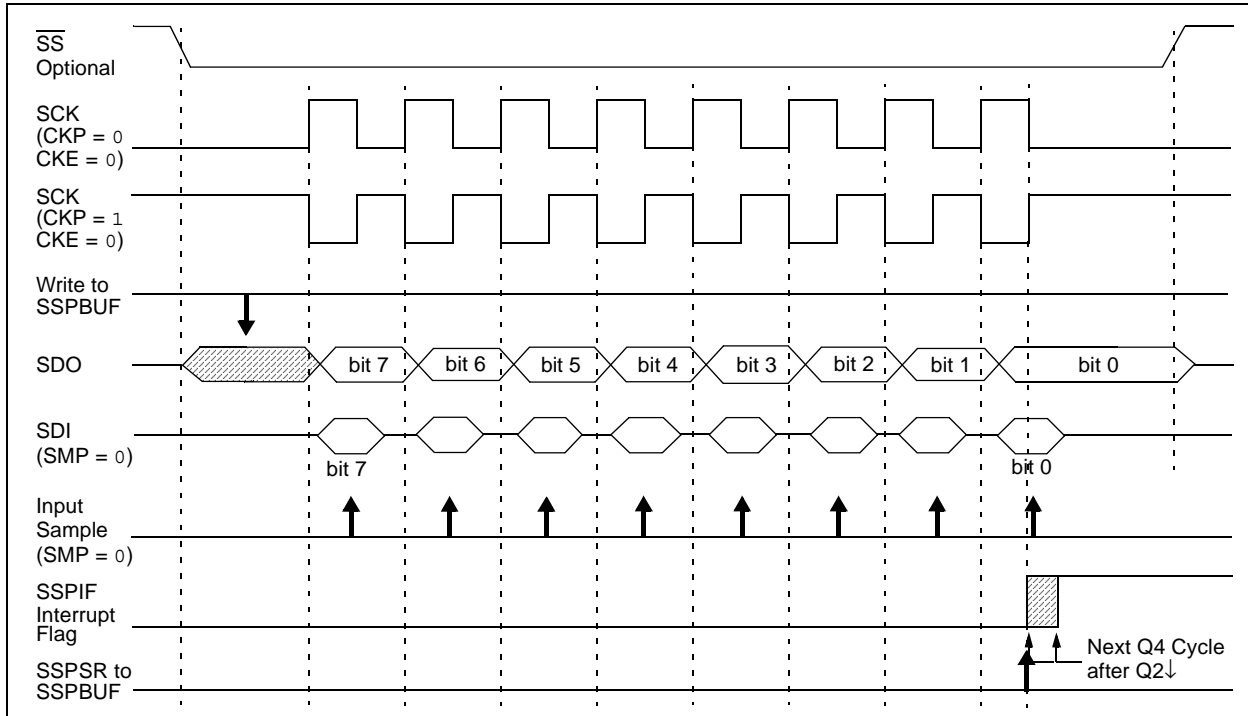 SS
Optional
SCK
(CKP = 0
CKE = 0)
SCK
(CKP = 1
CKE = 0)
Write to
SSPBUF
SDO
bit 7
bit 6
bit 5
bit 4
bit 3
bit 2
bit 1
bit 0
SDI
(SMP = 0)
bit 7
bit 0
Input
Sample
(SMP = 0)
SSPIF
Interrupt
Flag
Next Q4 Cycle
after Q2↓
SSPSR to
SSPBUF